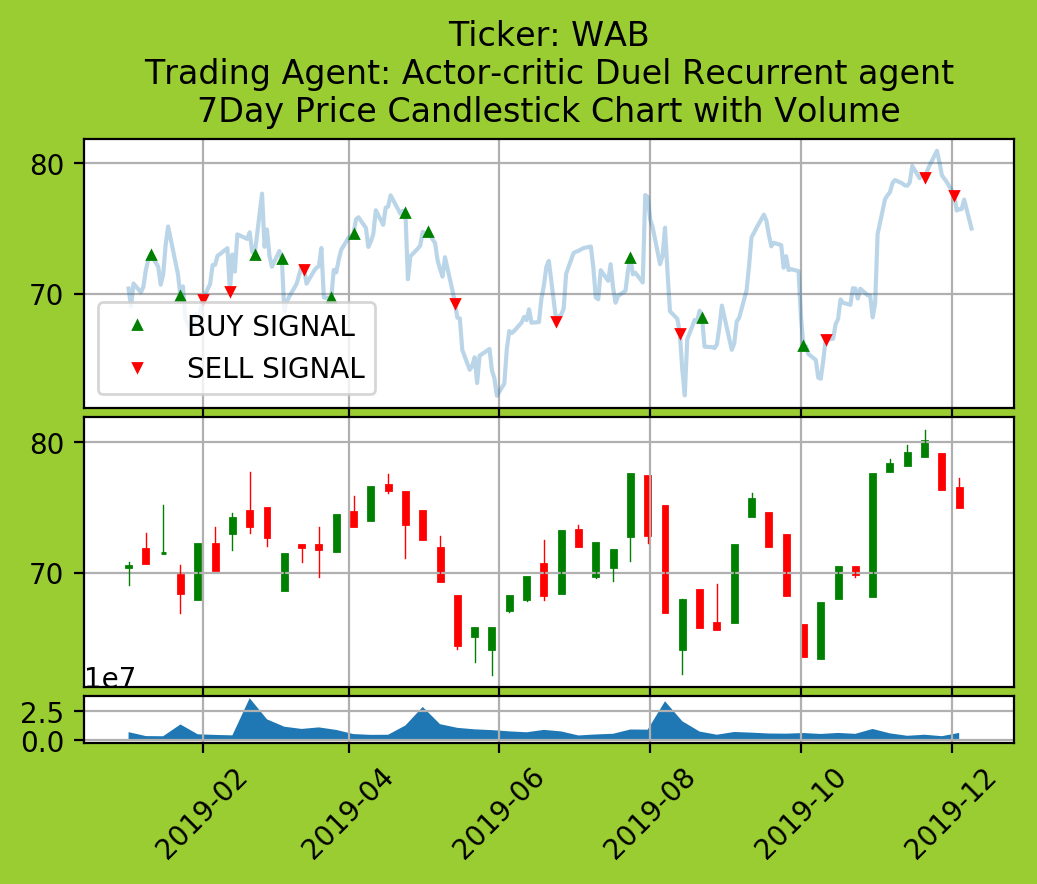 Ticker: WAB
Trading Agent: Actor-critic Duel Recurrent agent
7Day Price Candlestick Chart with Volume
80
70
BUY SIGNAL
SELL SIGNAL
80
70
1e7
2.5
0.0
2019-02
2019-04
2019-06
2019-08
2019-10
2019-12